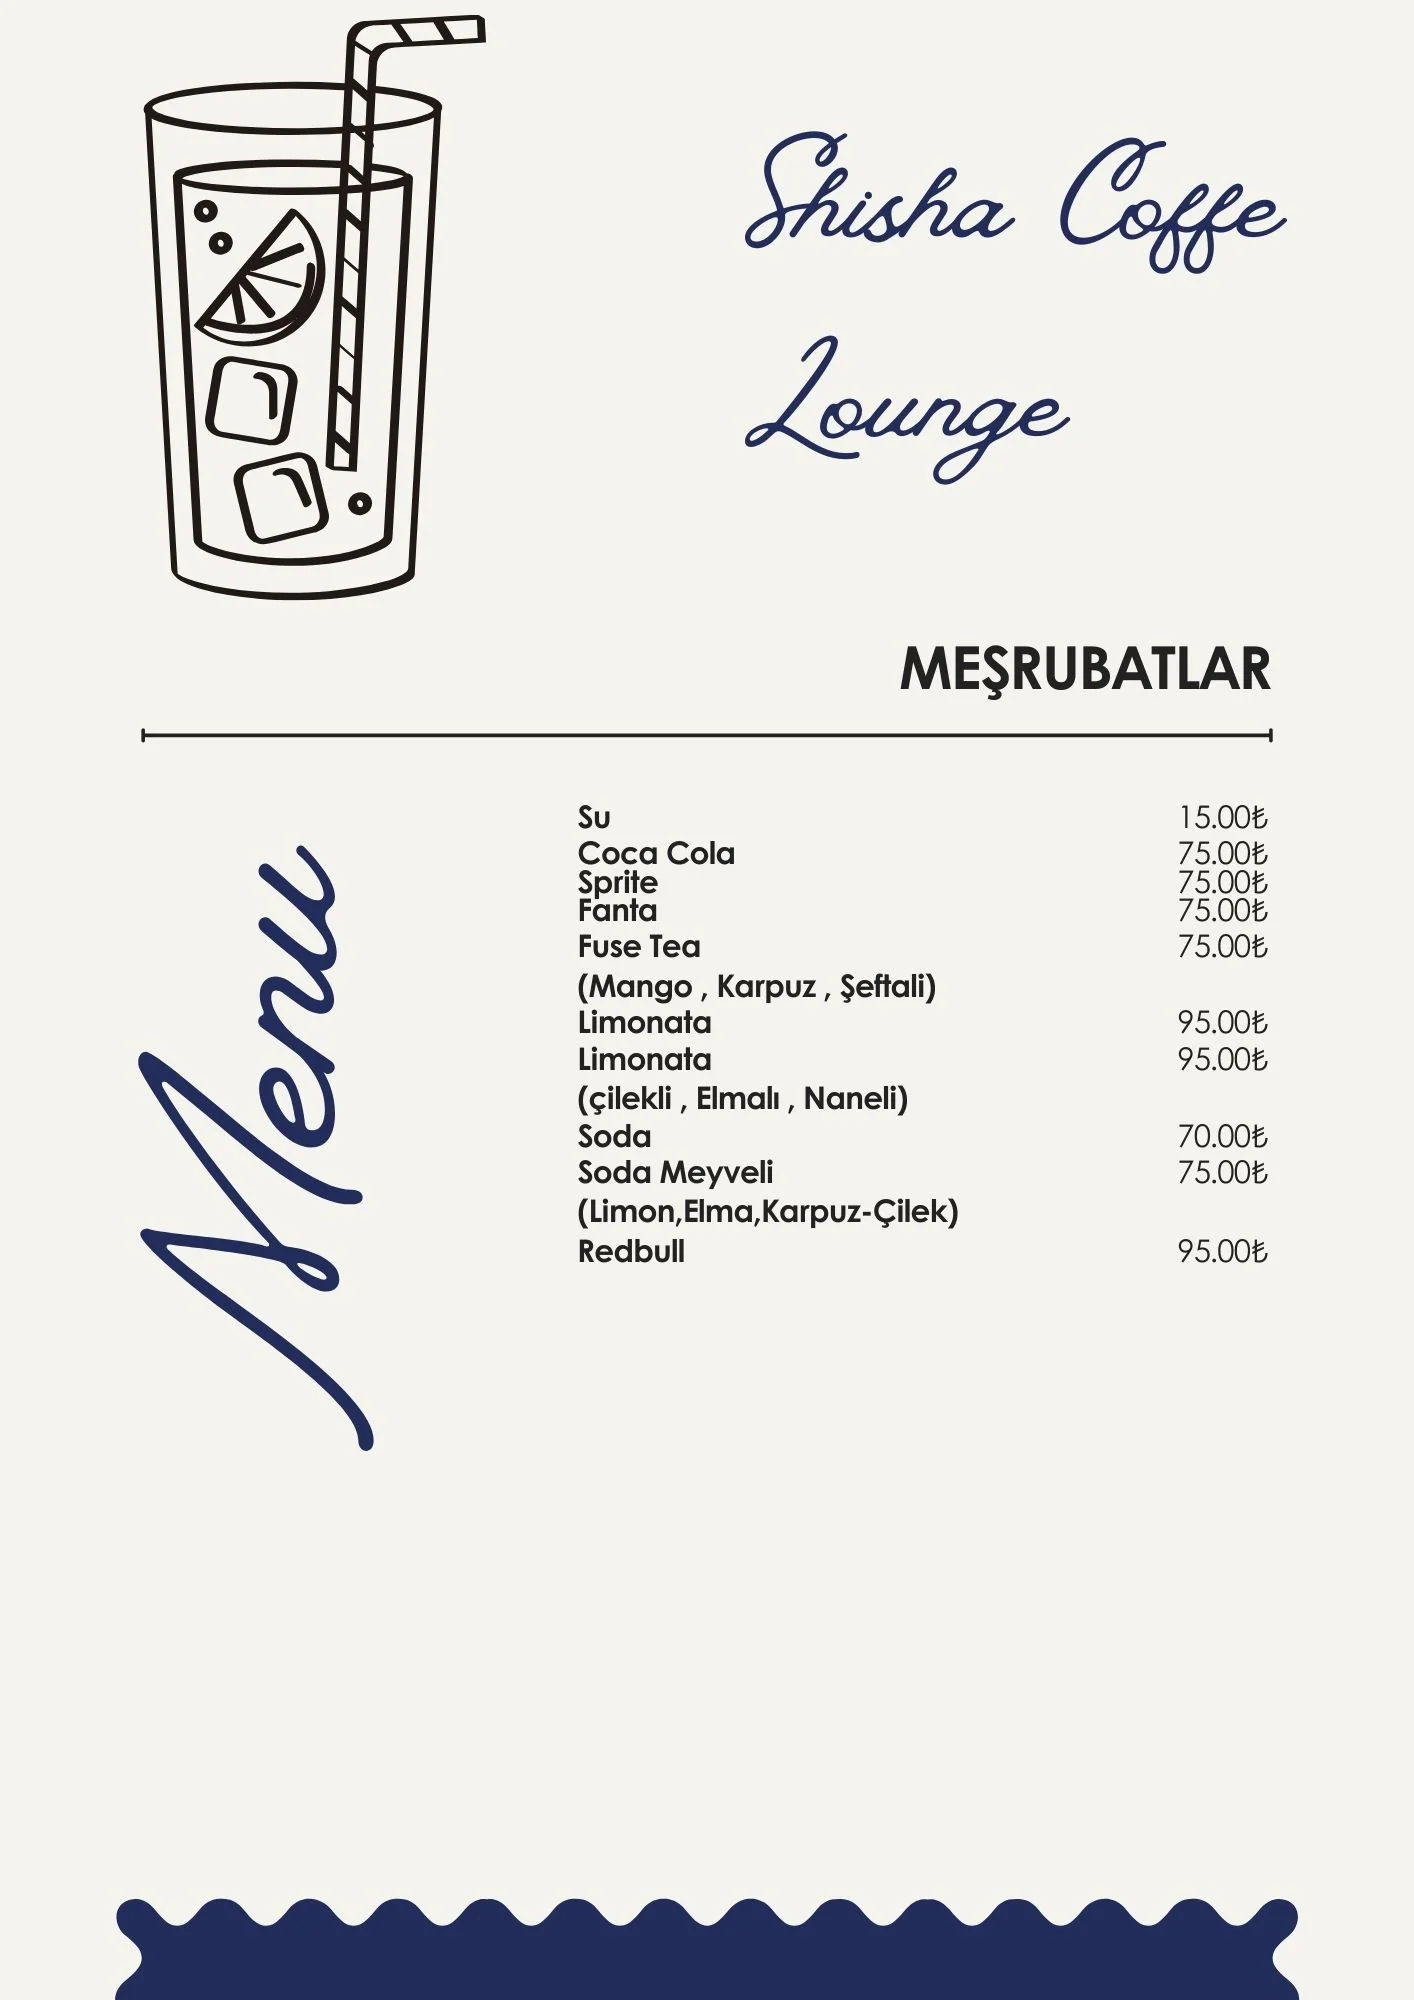 Shisha Coffe
Lounge
MEŞRUBATLAR
Menu
Su 15.00₺
Coca Cola 75.00₺
Sprite 75.00₺
Fanta 75.00₺
Fuse Tea 75.00₺
(Mango , Karpuz , Şeftali)
Limonata 95.00₺
Limonata 95.00₺
(çilekli , Elmalı , Naneli)
Soda 70.00₺
Soda Meyveli 75.00₺
(Limon,Elma,Karpuz-Çilek)
Redbull 95.00₺